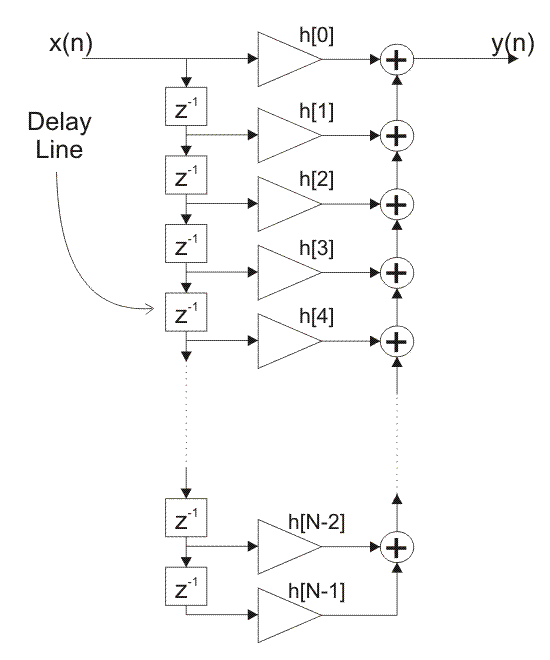 x(n)
h[0]
y(n)
z⁻¹
h[1]
Delay
Line
z⁻¹
h[2]
z⁻¹
h[3]
z⁻¹
h[4]
z⁻¹
h[N-2]
z⁻¹
h[N-1]